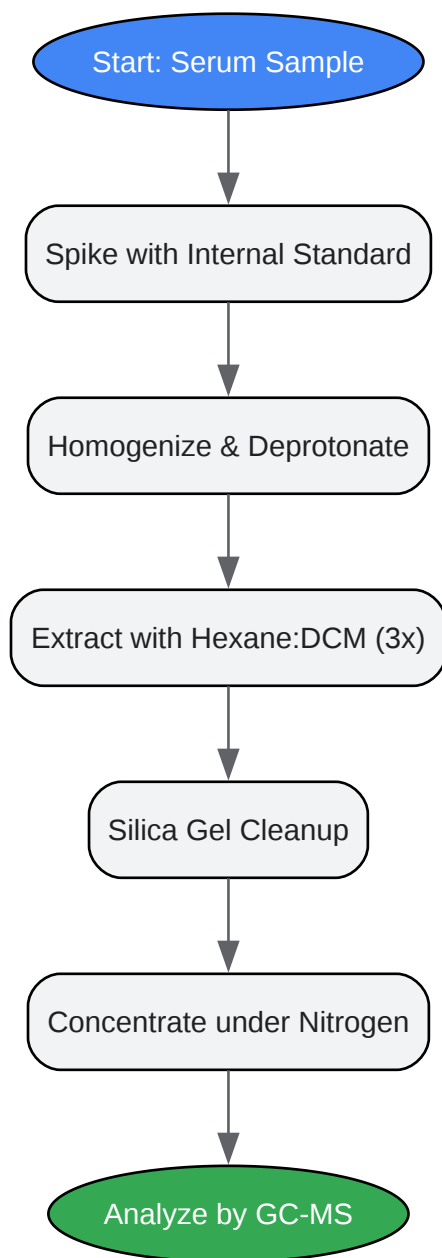 Start: Serum Sample
Spike with Internal Standard
Homogenize & Deprotonate
Extract with Hexane:DCM (3x)
Silica Gel Cleanup
Concentrate under Nitrogen
Analyze by GC-MS